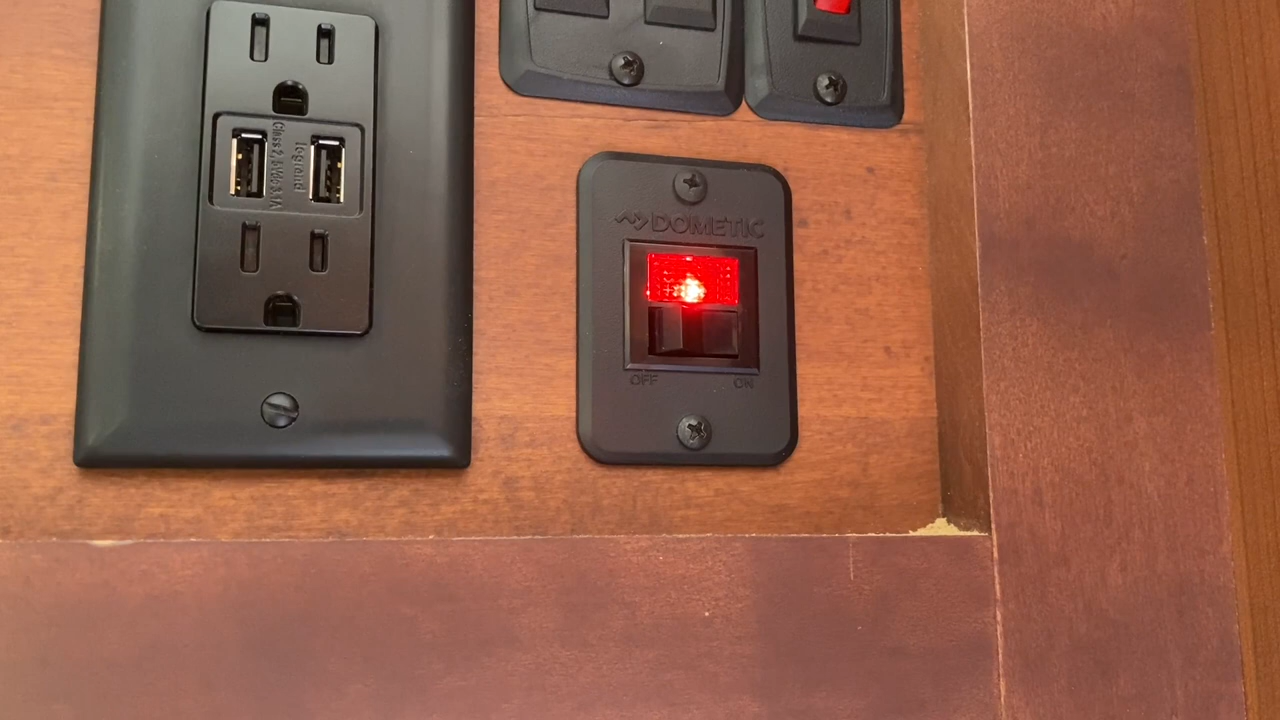 Class 2, 5Vdc 3.1A
legrand
DOMETIC
OFF ON